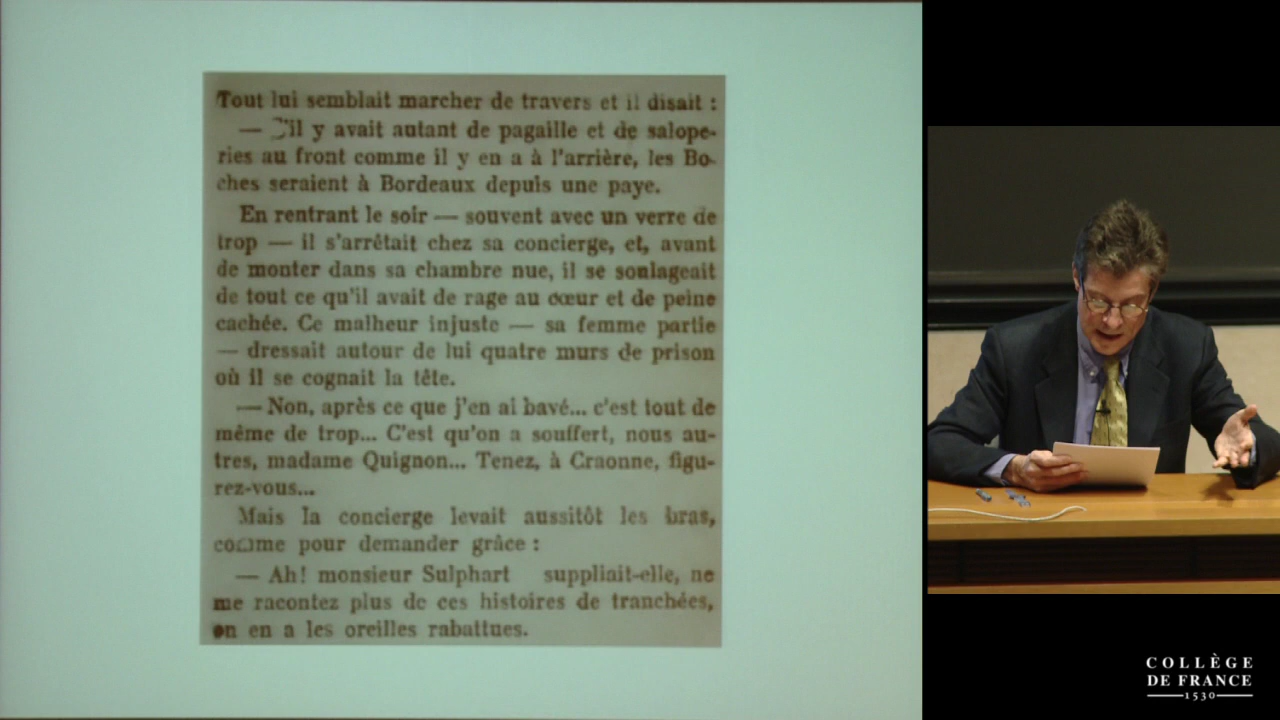 Tout lui semblait marcher de travers et il disait :
— S'il y avait autant de pagaille et de salope-
ries au front comme il y en a à l'arrière, les Bo-
ches seraient à Bordeaux depuis une paye.
En rentrant le soir — souvent avec un verre de
trop — il s'arrêtait chez sa concierge, et, avant
de monter dans sa chambre nue, il se soulageait
de tout ce qu'il avait de rage au cœur et de peine
cachée. Ce malheur injuste — sa femme partie
— dressait autour de lui quatre murs de prison
où il se cognait la tête.
— Non, après ce que j'en ai bavé... c'est tout de
même de trop... C'est qu'on a souffert, nous au-
tres, madame Quignon... Tenez, à Craonne, figu-
rez-vous...
Mais la concierge levait aussitôt les bras,
comme pour demander grâce :
— Ah! monsieur Sulphart suppliait-elle, ne
me racontez plus de ces histoires de tranchées,
on en a les oreilles rabattues.
COLLÈGE
DE FRANCE
1530